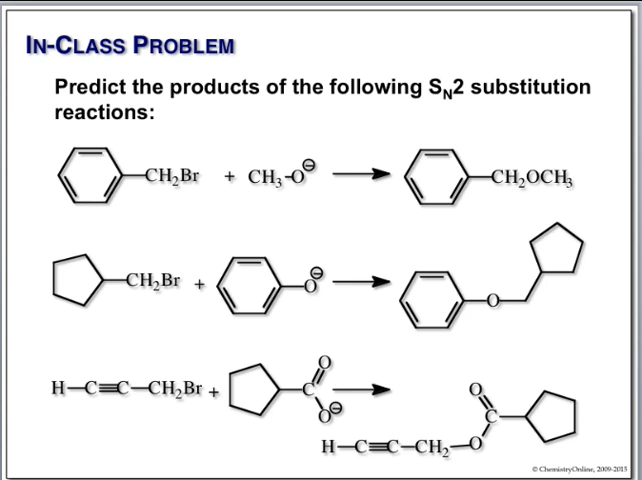 IN-CLASS PROBLEM
Predict the products of the following SN2 substitution
reactions:
CH2Br + CH3-O⊖ CH2OCH3
CH2Br + O⊖ O
H-C≡C-CH2Br + C O O⊖ O C
H-C≡C-CH2-O
© ChemistryOnline, 2009-2015